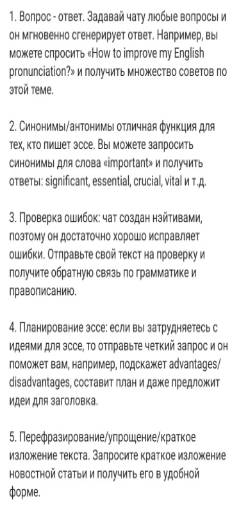 1. Вопрос - ответ. Задавай чату любые вопросы и
он мгновенно сгенерирует ответ. Например, вы
можете спросить «How to improve my English
pronunciation?» и получить множество советов по
этой теме.
2. Синонимы/антонимы отличная функция для
тех, кто пишет эссе. Вы можете запросить
синонимы для слова «important» и получить
ответы: significant, essential, crucial, vital и т.д.
3. Проверка ошибок: чат создан нэйтивами,
поэтому он достаточно хорошо исправляет
ошибки. Отправьте свой текст на проверку и
получите обратную связь по грамматике и
правописанию.
4. Планирование эссе: если вы затрудняетесь с
идеями для эссе, то отправьте четкий запрос и он
поможет вам, например, подскажет advantages/
disadvantages, составит план и даже предложит
идеи для заголовка.
5. Перефразирование/упрощение/краткое
изложение текста. Запросите краткое изложение
новостной статьи и получить его в удобной
форме.